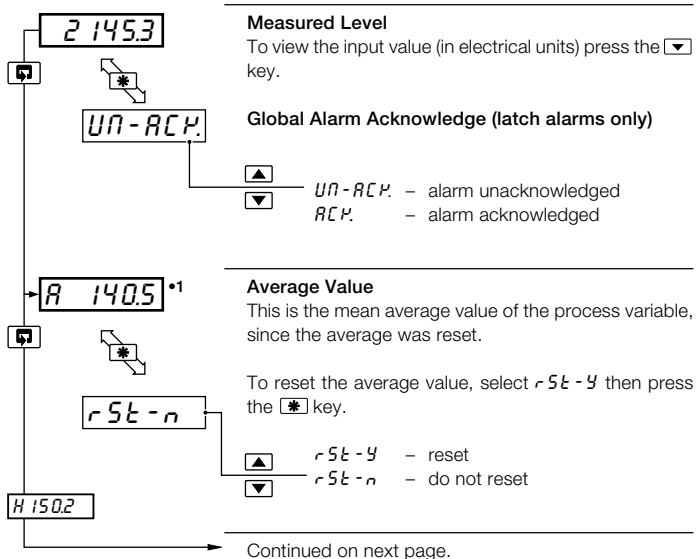 2 145.3
Measured Level
To view the input value (in electrical units) press the ▼
key.
UN-ACK.
Global Alarm Acknowledge (latch alarms only)
▲
▼
UN-ACK. – alarm unacknowledged
ACK. – alarm acknowledged
A 140.5 •1
Average Value
This is the mean average value of the process variable,
since the average was reset.
To reset the average value, select rSt-Y then press
the ✱ key.
rSt-n
▲
▼
rSt-Y – reset
rSt-n – do not reset
H 150.2
Continued on next page.